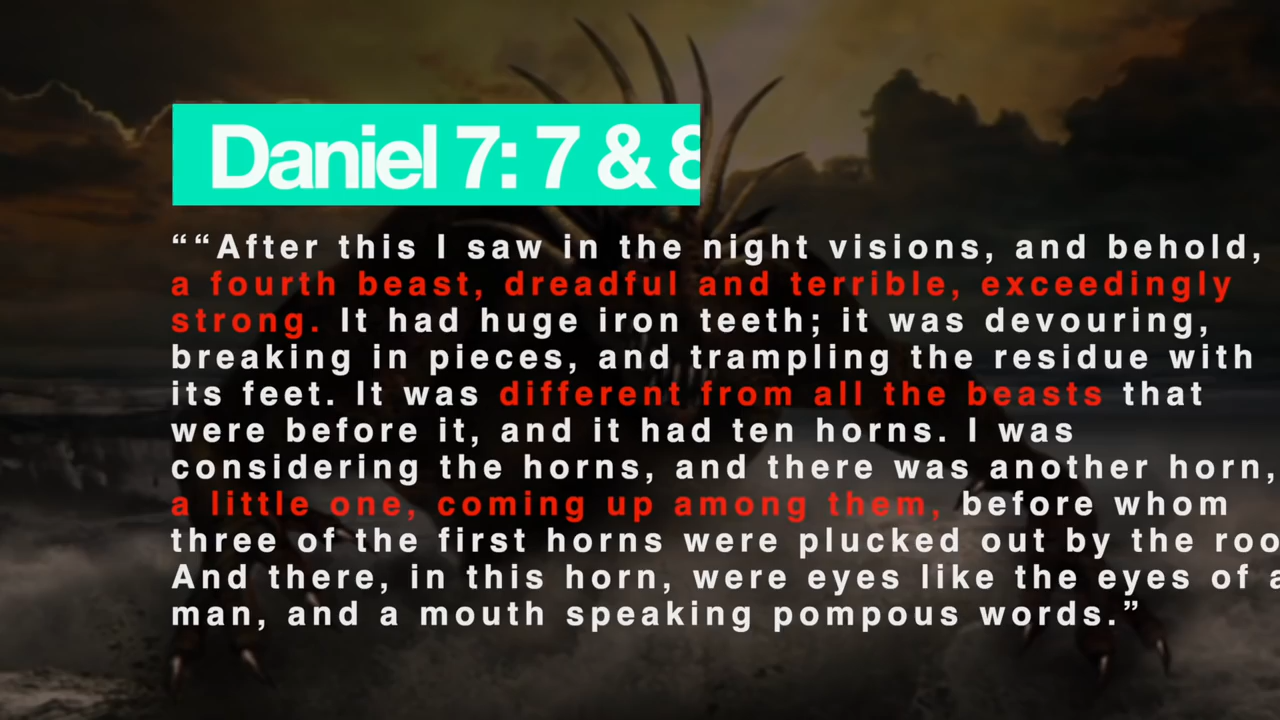 Daniel 7: 7 & 8
““After this I saw in the night visions, and behold,
a fourth beast, dreadful and terrible, exceedingly
strong. It had huge iron teeth; it was devouring,
breaking in pieces, and trampling the residue with
its feet. It was different from all the beasts that
were before it, and it had ten horns. I was
considering the horns, and there was another horn,
a little one, coming up among them, before whom
three of the first horns were plucked out by the
And there, in this horn, were eyes like the eyes of a
man, and a mouth speaking pompous words.”